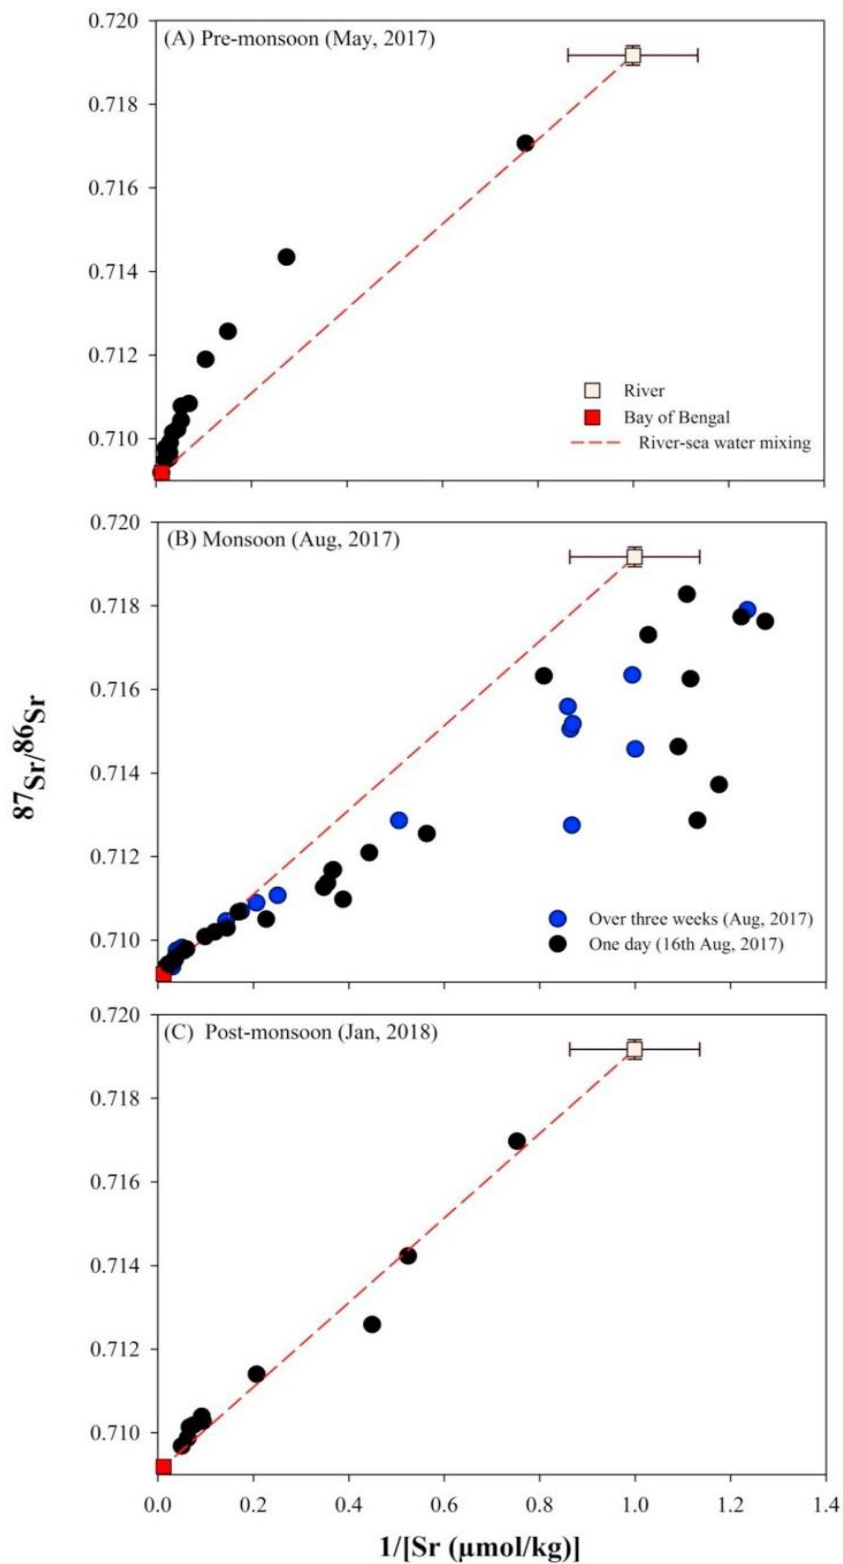 (A) Pre-monsoon (May, 2017)
0.720
0.718
0.716
0.714
0.712
0.710
River
Bay of Bengal
River-sea water mixing
(B) Monsoon (Aug, 2017)
0.720
0.718
0.716
0.714
0.712
0.710
Over three weeks (Aug, 2017)
One day (16th Aug, 2017)
87Sr/86Sr
(C) Post-monsoon (Jan, 2018)
0.720
0.718
0.716
0.714
0.712
0.710
0.0 0.2 0.4 0.6 0.8 1.0 1.2 1.4
1/[Sr (μmol/kg)]